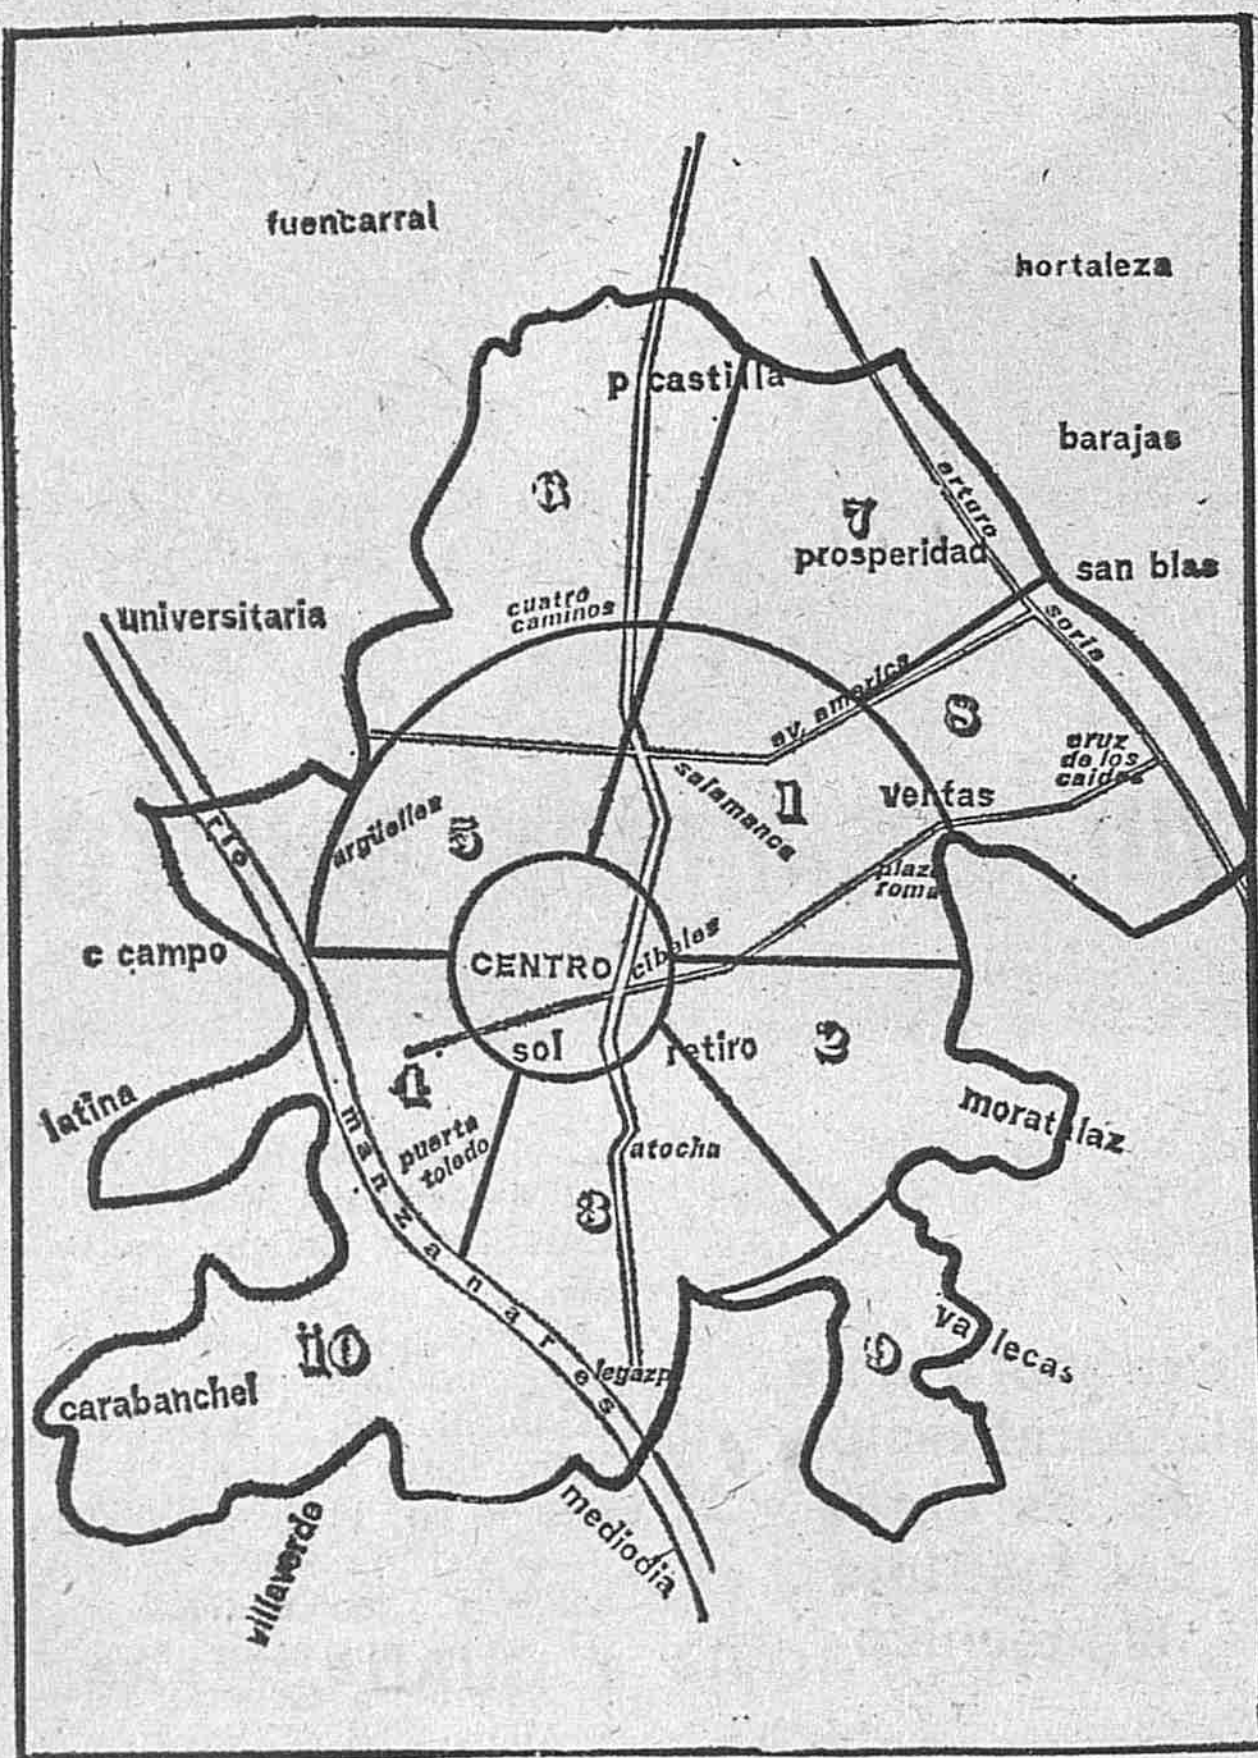 fuencarral
hortaleza
p castilla
barajas
6
7
arturo
prosperidad
san blas
cuatro
caminos
universitaria
soria
av. america
8
cruz
de los
caidos
salamanca
1
ventas
argüelles
5
rio
plaza
roma
c campo
CENTRO
cibeles
sol
retiro
2
4
latina
moratalaz
manzanares
puerta
toledo
atocha
3
vallecas
10
9
legazpi
carabanchel
mediodia
villaverde